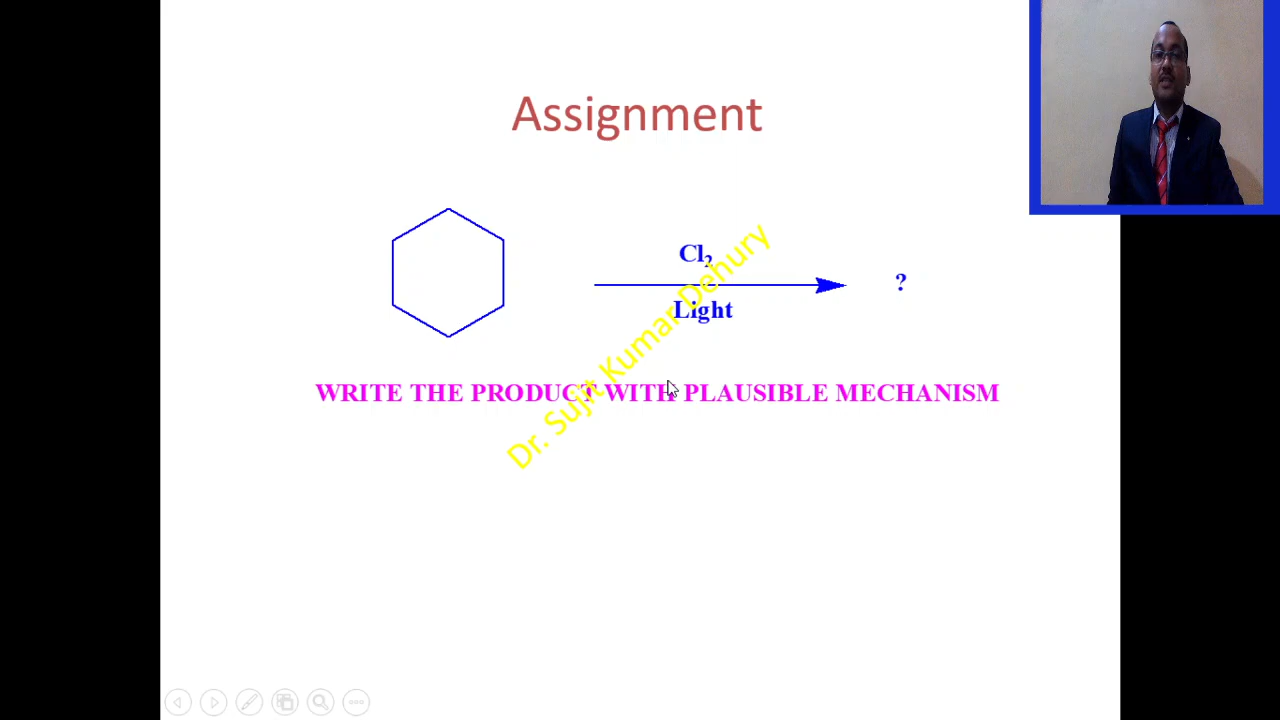 Assignment
Cl2
Light
?
WRITE THE PRODUCT WITH PLAUSIBLE MECHANISM
Dr. Sujit Kumar Dehury